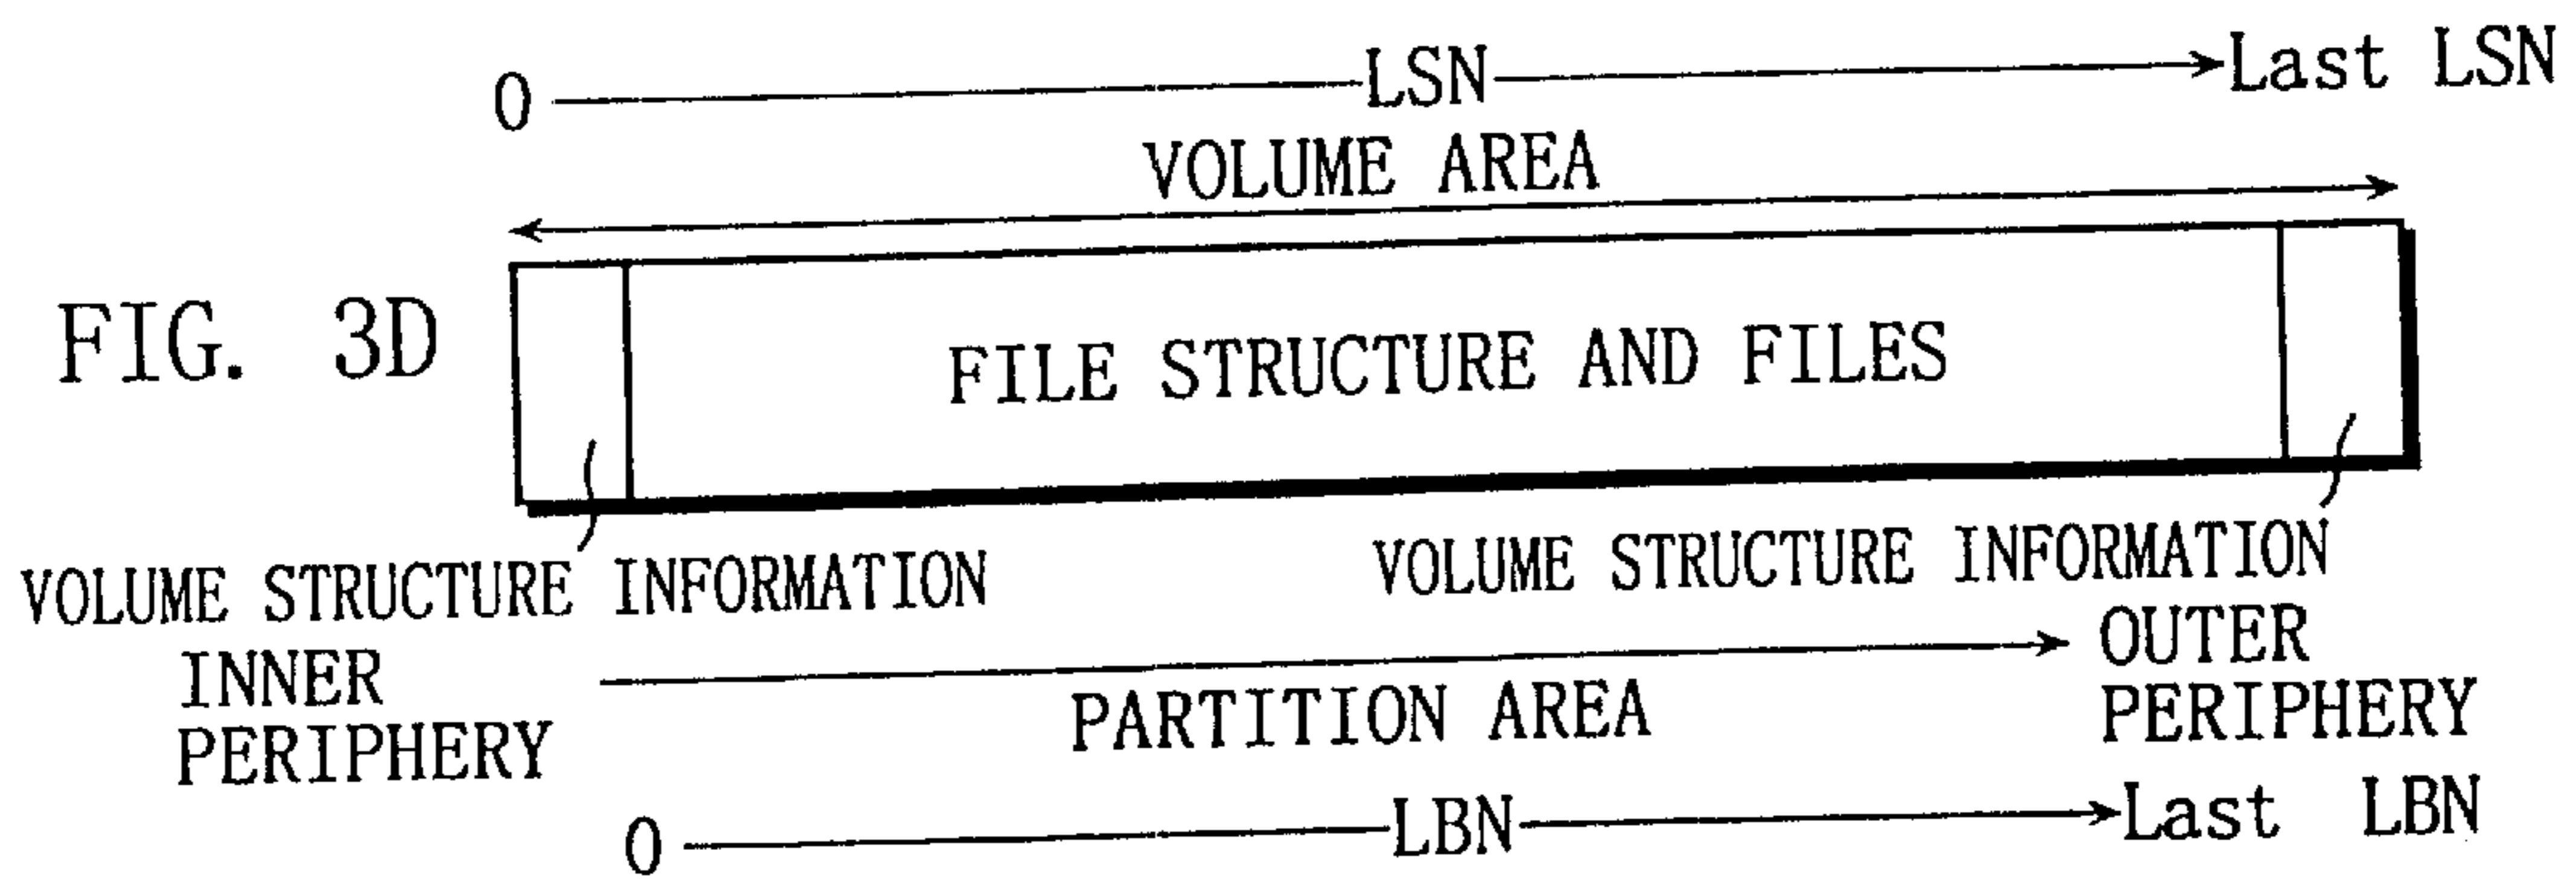 0 LSN Last LSN
VOLUME AREA
FIG. 3D
FILE STRUCTURE AND FILES
VOLUME STRUCTURE INFORMATION
VOLUME STRUCTURE INFORMATION
INNER
PERIPHERY
OUTER
PERIPHERY
PARTITION AREA
0 LBN Last LBN